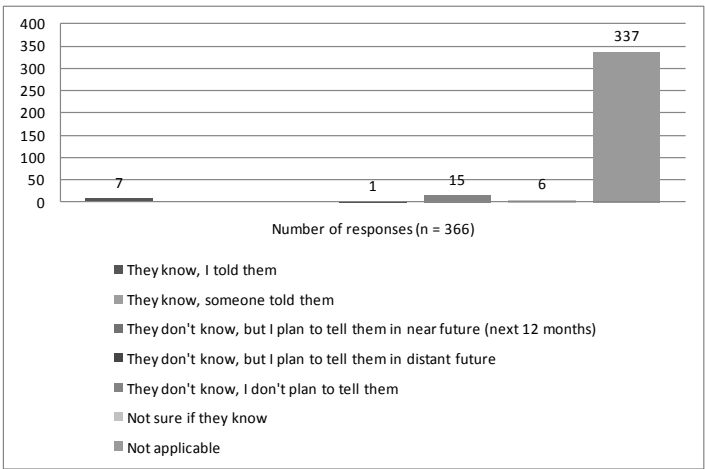 400
350
300
250
200
150
100
50
0
7
1
15
6
337
Number of responses (n = 366)
They know, I told them
They know, someone told them
They don't know, but I plan to tell them in near future (next 12 months)
They don't know, but I plan to tell them in distant future
They don't know, I don't plan to tell them
Not sure if they know
Not applicable